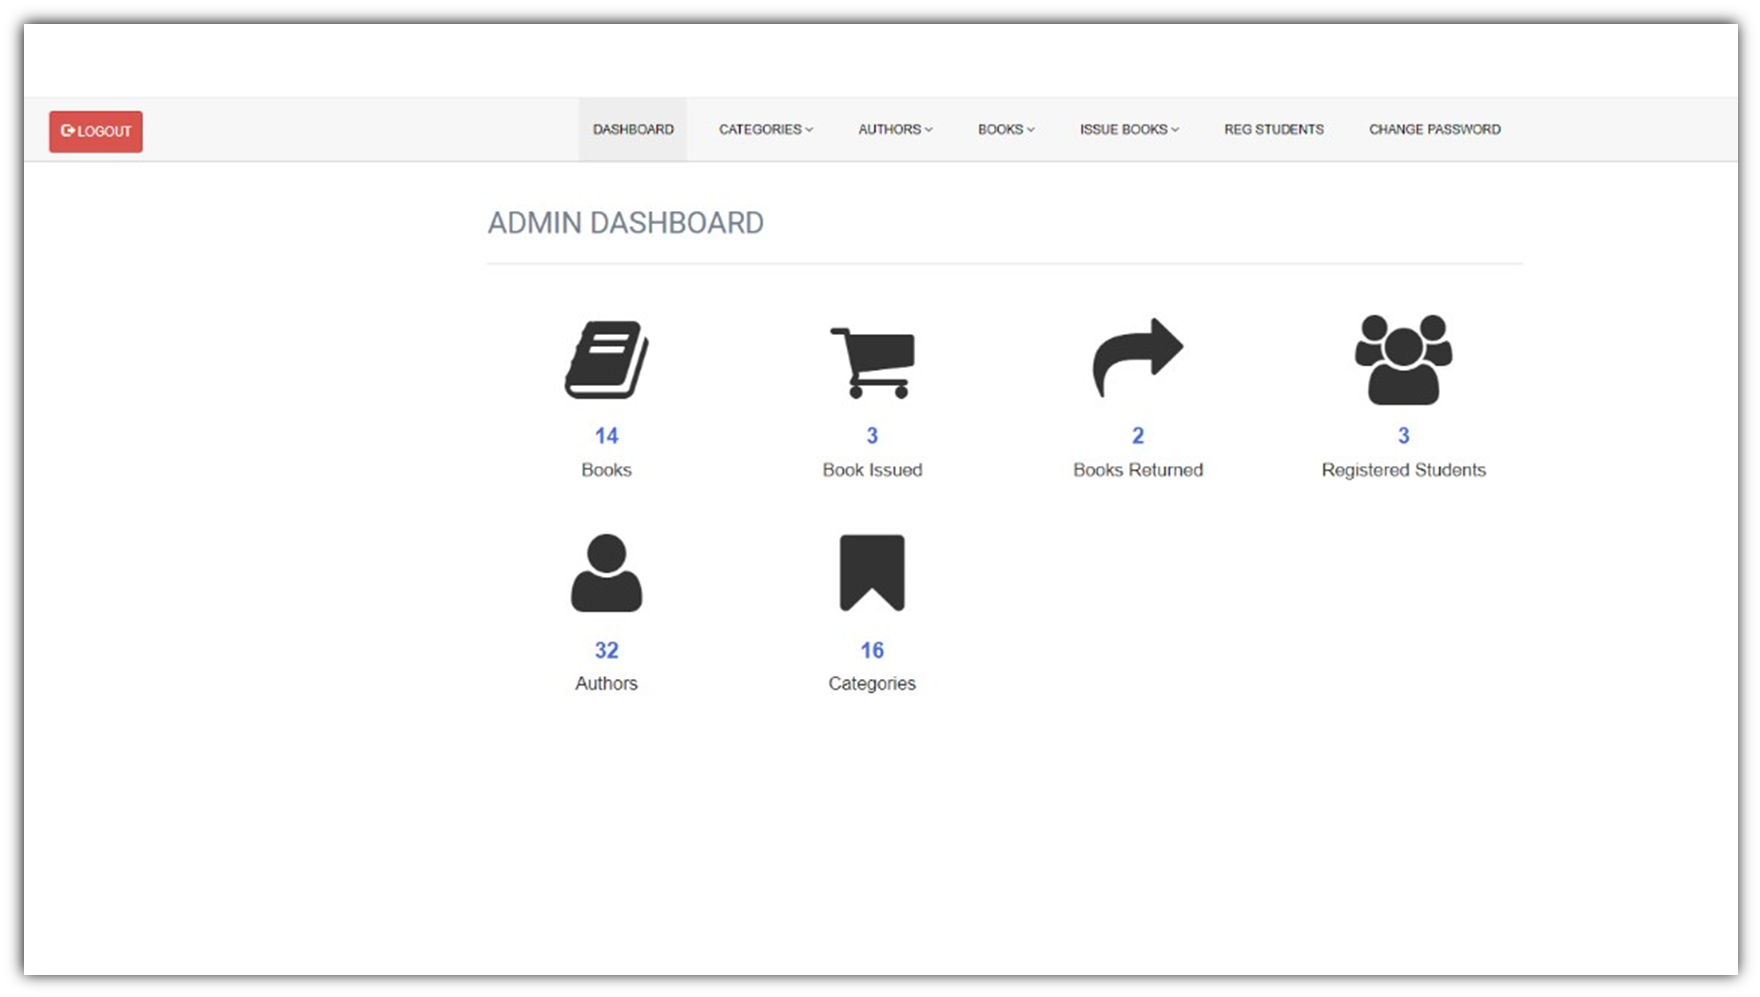 LOGOUT
DASHBOARD CATEGORIES AUTHORS BOOKS ISSUE BOOKS REG STUDENTS CHANGE PASSWORD
ADMIN DASHBOARD
14 3 2 3
Books Book Issued Books Returned Registered Students
32 16
Authors Categories